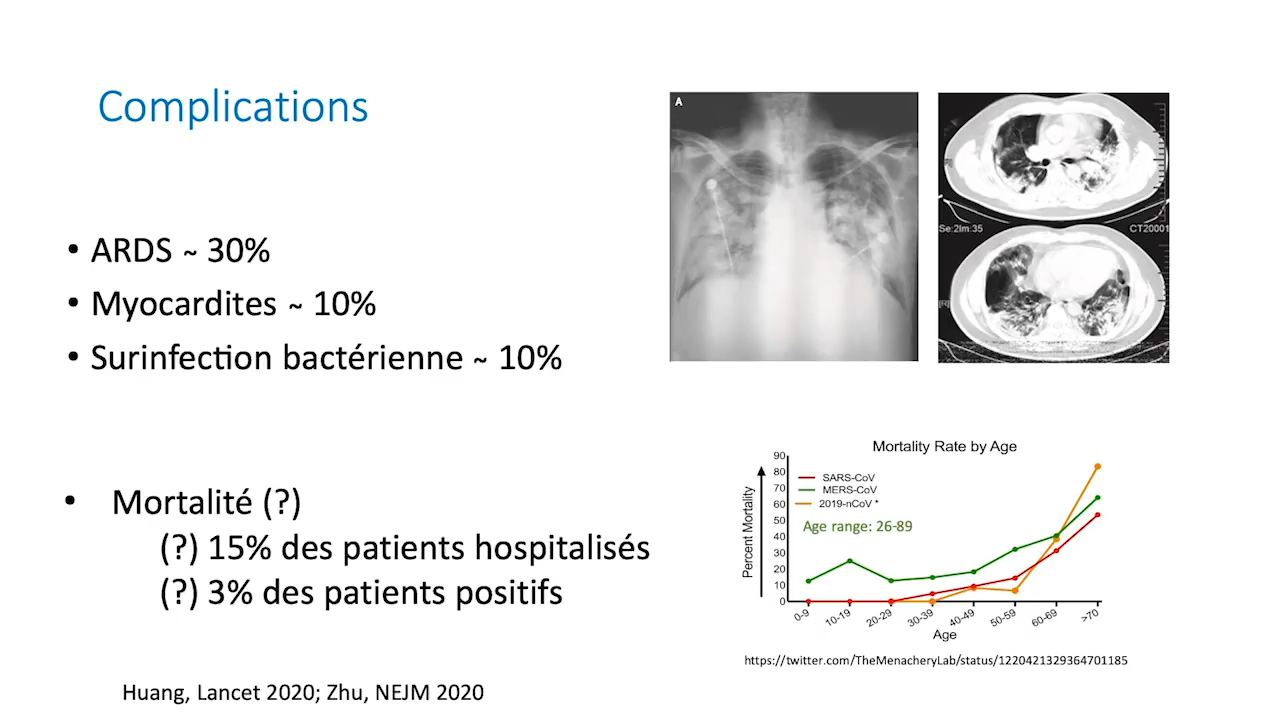 Complications
• ARDS ~ 30%
• Myocardites ~ 10%
• Surinfection bactérienne ~ 10%
• Mortalité (?)
(?) 15% des patients hospitalisés
(?) 3% des patients positifs
Huang, Lancet 2020; Zhu, NEJM 2020
A
Se:2Im:35
CT20001
[R]
Mortality Rate by Age
Percent Mortality
90
80
70
60
50
40
30
20
10
0
SARS-CoV
MERS-CoV
2019-nCoV *
Age range: 26-89
0-9
10-19
20-29
30-39
40-49
50-59
60-69
>70
Age
https://twitter.com/TheMenacheryLab/status/1220421329364701185